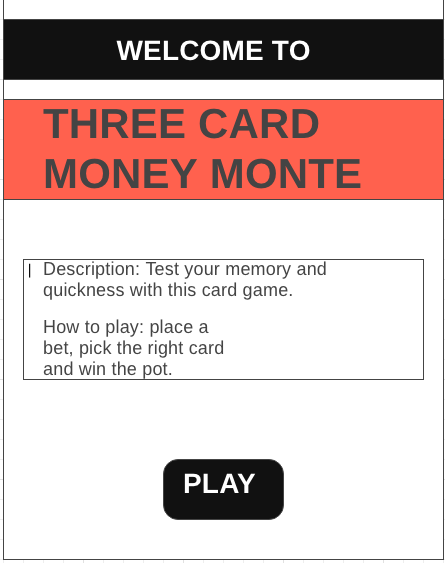 WELCOME TO
THREE CARD
MONEY MONTE
Description: Test your memory and
quickness with this card game.
How to play: place a
bet, pick the right card
and win the pot.
PLAY